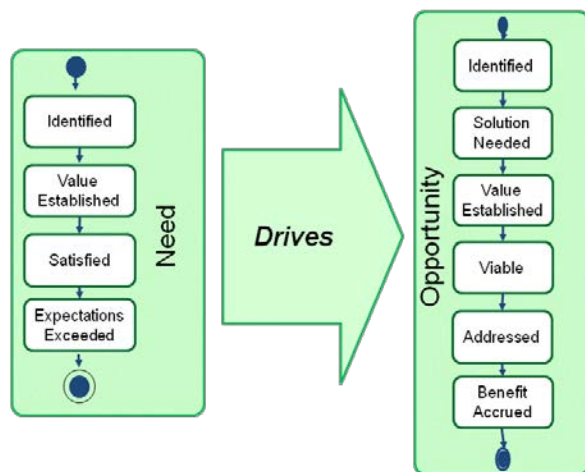 Identified
Value
Established
Satisfied
Expectations
Exceeded
Need
Drives
Opportunity
Identified
Solution
Needed
Value
Established
Viable
Addressed
Benefit
Accrued